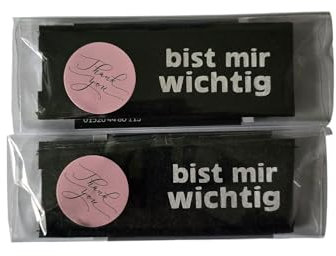 Thank
you
bist mir
wichtig
Thank
you
bist mir
wichtig